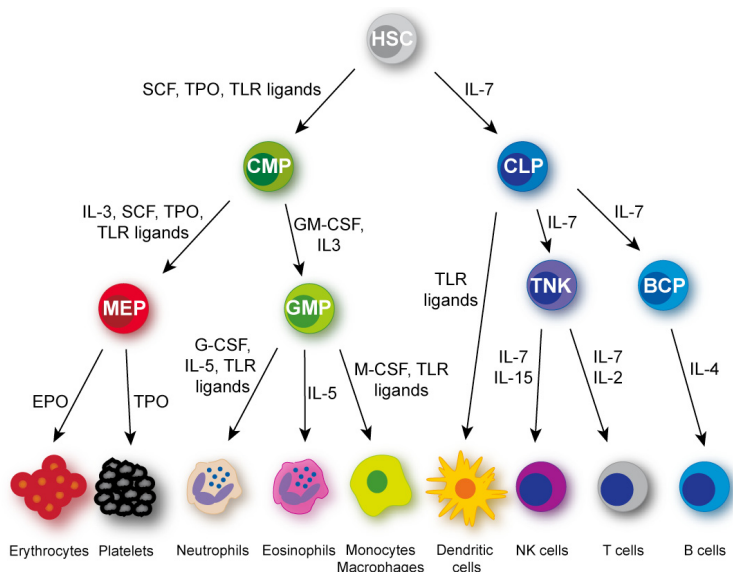 HSC
SCF, TPO, TLR ligands
IL-7
CMP
CLP
IL-3, SCF, TPO,
TLR ligands
GM-CSF,
IL3
IL-7
IL-7
TLR
ligands
MEP
GMP
TNK
BCP
G-CSF,
IL-5, TLR
ligands
IL-5
M-CSF, TLR
ligands
IL-7
IL-15
IL-7
IL-2
IL-4
EPO
TPO
Erythrocytes
Platelets
Neutrophils
Eosinophils
Monocytes
Macrophages
Dendritic
cells
NK cells
T cells
B cells